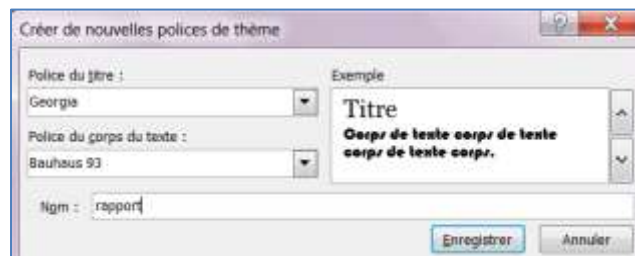 Créer de nouvelles polices de thème
Police du titre :
Georgia
Police du corps du texte :
Bauhaus 93
Exemple
Titre
Corps de texte corps de texte
corps de texte corps.
Nom : rapport
Enregistrer
Annuler